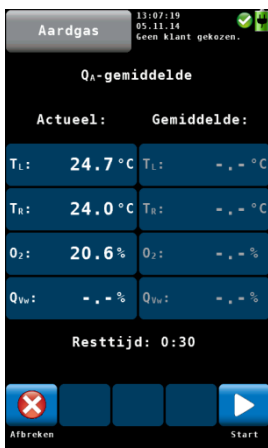 Aardgas
13:07:19
05.11.14
Geen klant gekozen.
QA-gemiddelde
Actueel: Gemiddelde:
TL: 24.7 °C TL: -.- °C
TR: 24.0 °C TR: -.- °C
O2: 20.6 % O2: -.- %
QVw: -.- % QVw: -.- %
Resttijd: 0:30
Afbreken Start